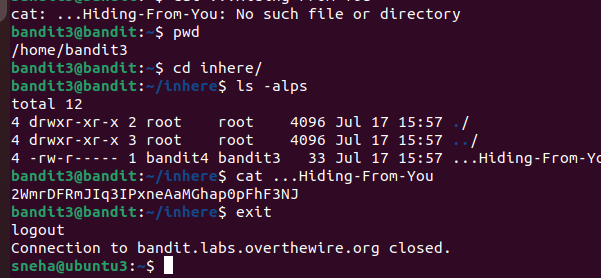 cat: ...Hiding-From-You: No such file or directory
bandit3@bandit:~$ pwd
/home/bandit3
bandit3@bandit:~$ cd inhere/
bandit3@bandit:~/inhere$ ls -alps
total 12
4 drwxr-xr-x 2 root    root    4096 Jul 17 15:57 ./
4 drwxr-xr-x 3 root    root    4096 Jul 17 15:57 ../
4 -rw-r----- 1 bandit4 bandit3   33 Jul 17 15:57 ...Hiding-From-Yo
bandit3@bandit:~/inhere$ cat ...Hiding-From-You
2WmrDFRmJIq3IPxneAaMGhap0pFhF3NJ
bandit3@bandit:~/inhere$ exit
logout
Connection to bandit.labs.overthewire.org closed.
sneha@ubuntu3:~$